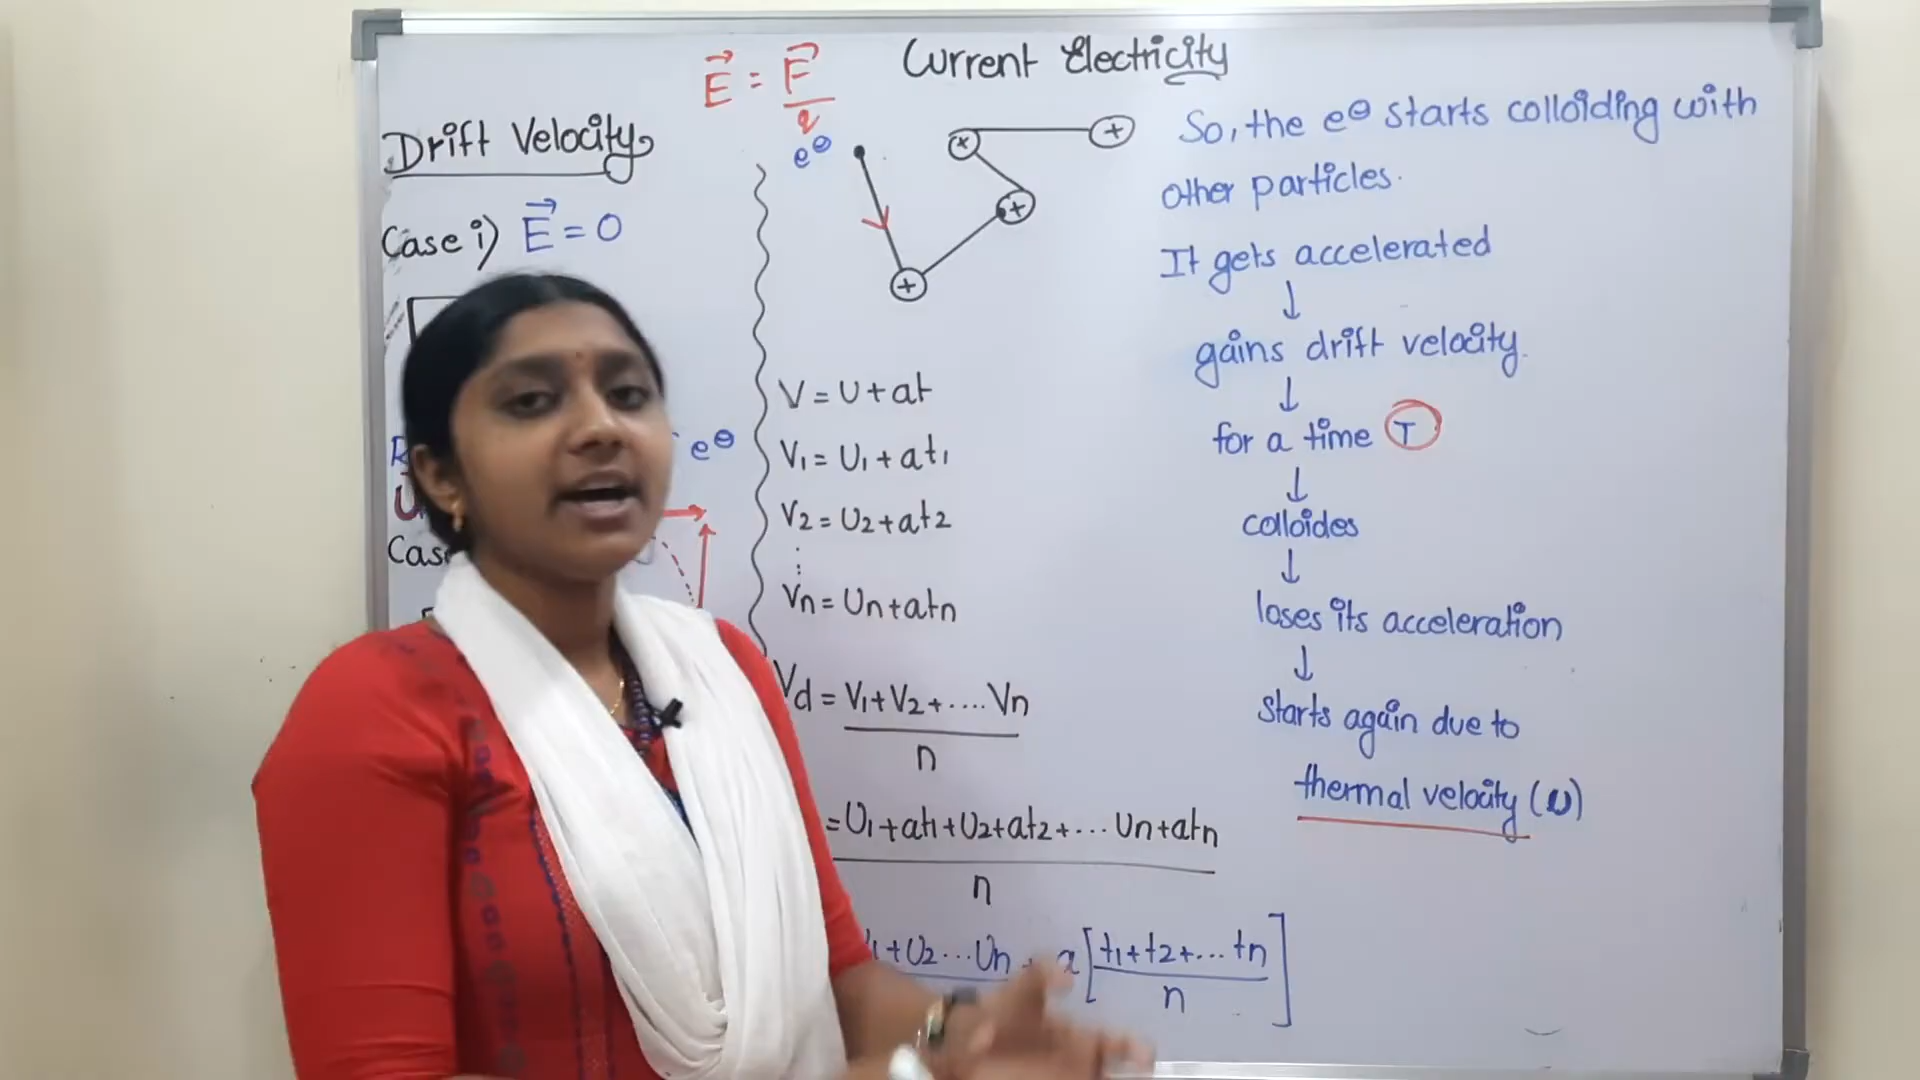 Current Electricity
E = F/q
Drift Velocity
Case i) E = 0
e⊖
e⊖
Cas
V = U + at
V1 = U1 + at1
V2 = U2 + at2
⋮
Vn = Un + atn
Vd = V1 + V2 + .... Vn / n
= U1 + at1 + U2 + at2 + ... Un + atn / n
+ U2 ... Un + a [t1 + t2 + ... tn / n]
So, the e⊖ starts colloiding with
other particles.
It gets accelerated
↓
gains drift velocity.
↓
for a time T
↓
colloides
↓
loses its acceleration
↓
starts again due to
thermal velocity (u)